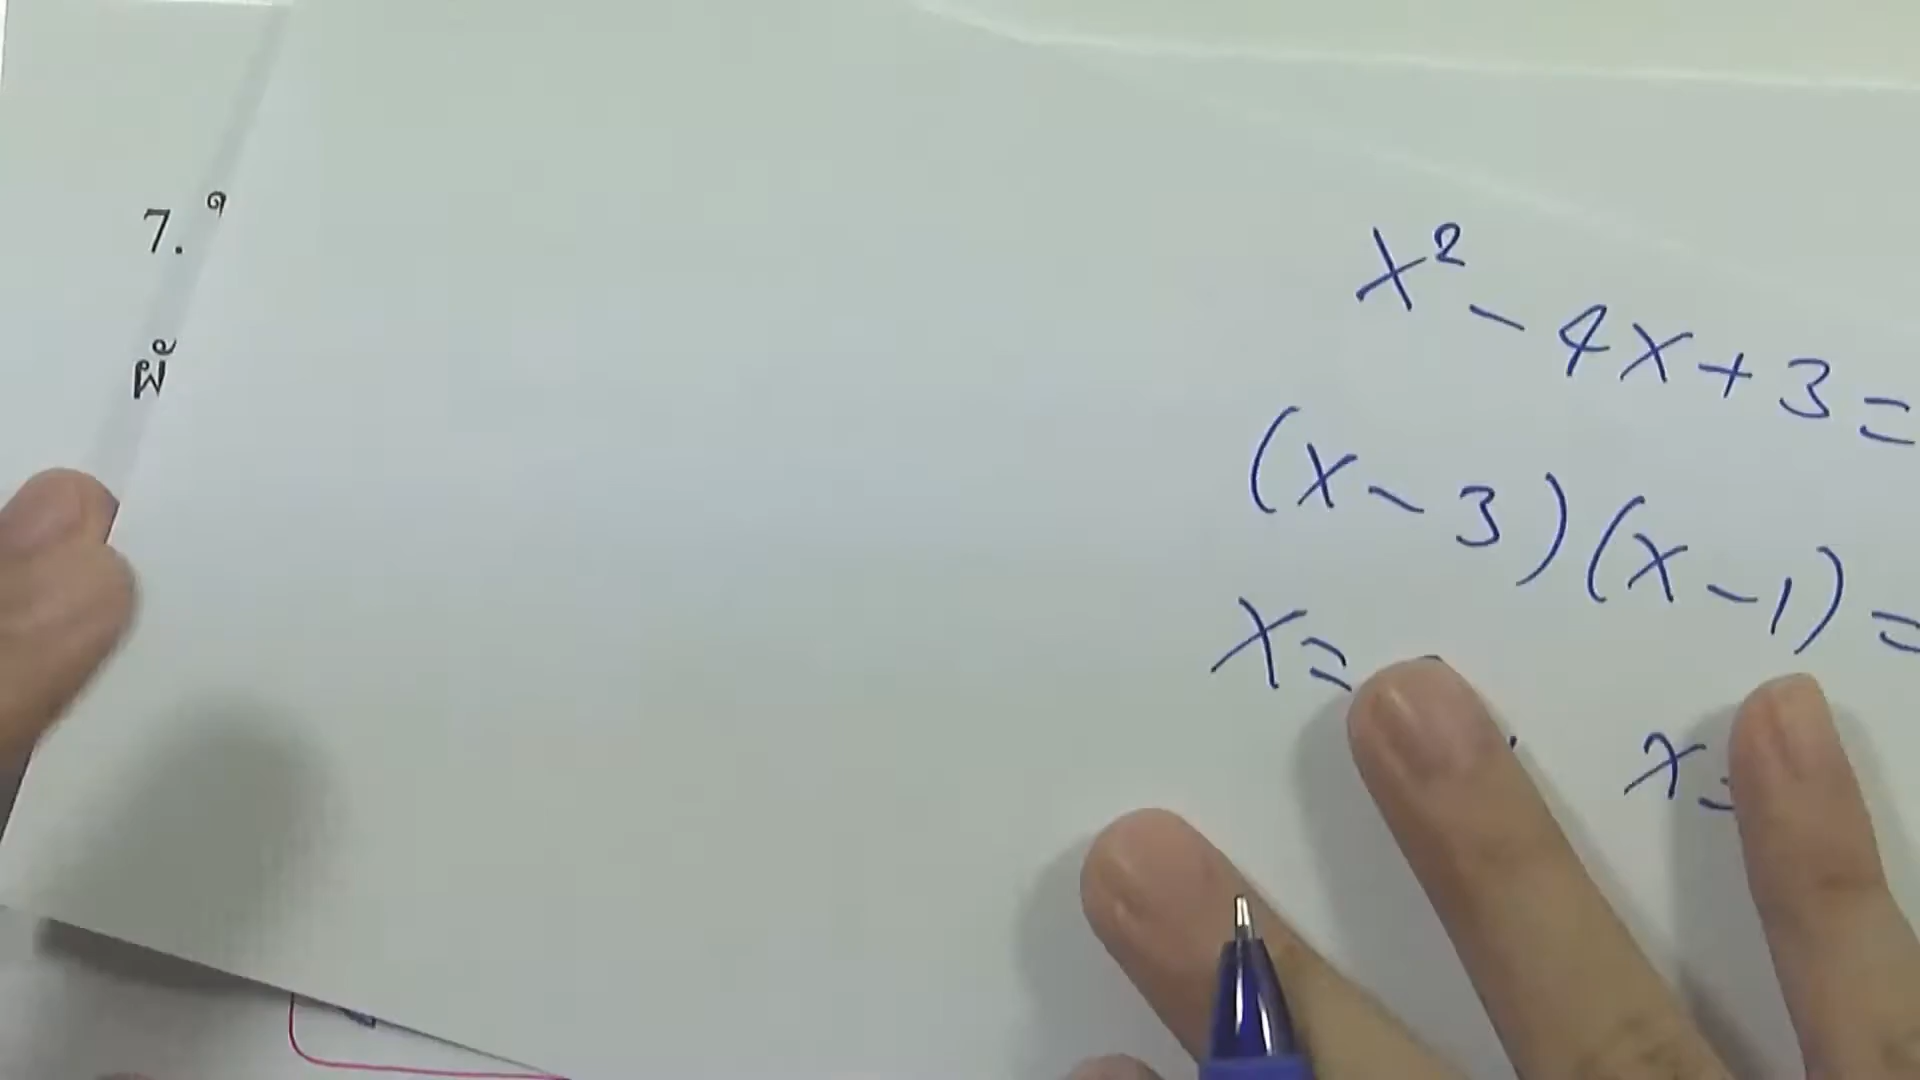 7.
x² - 4x + 3 =
(x - 3)(x - 1) =
x =
x =